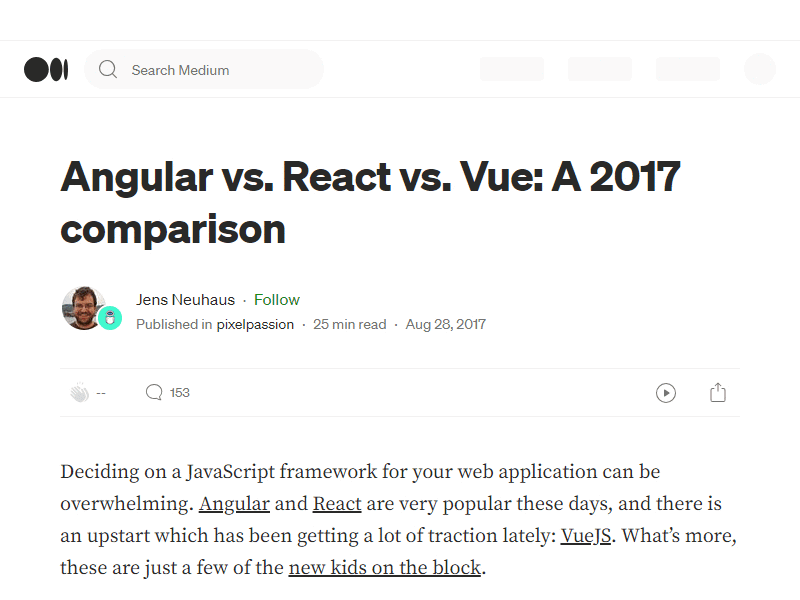 Search Medium
Angular vs. React vs. Vue: A 2017
comparison
Jens Neuhaus · Follow
Published in pixelpassion · 25 min read · Aug 28, 2017
-- 153
Deciding on a JavaScript framework for your web application can be
overwhelming. Angular and React are very popular these days, and there is
an upstart which has been getting a lot of traction lately: VueJS. What’s more,
these are just a few of the new kids on the block.